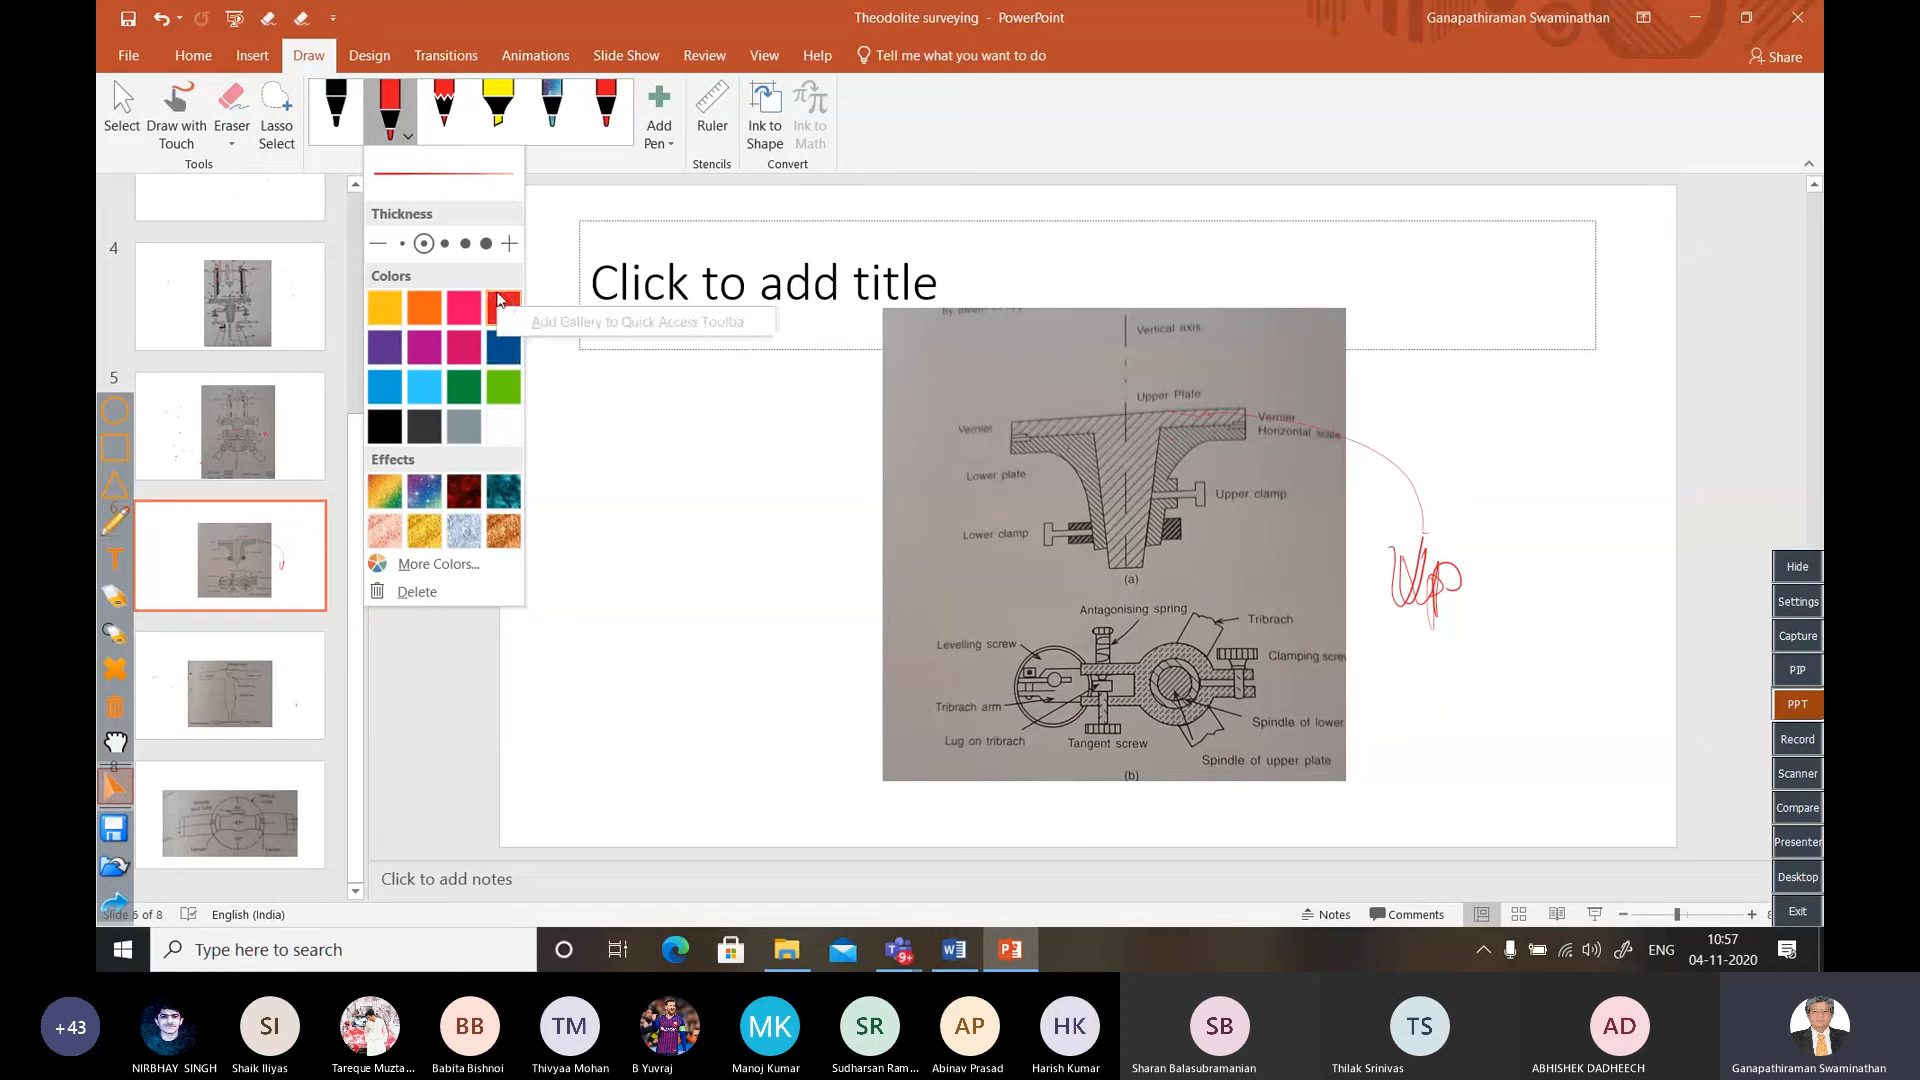 Theodolite surveying - PowerPoint
Ganapathiraman Swaminathan
File Home Insert Draw Design Transitions Animations Slide Show Review View Help Tell me what you want to do
Share
Select
Draw with Touch
Eraser
Lasso Select
Add Pen
Ruler
Ink to Shape
Ink to Math
Tools
Stencils
Convert
Thickness
Colors
Add Gallery to Quick Access Toolba
Effects
More Colors...
Delete
4
5
6
8
Click to add title
Vertical axis
Upper Plate
Vernier
Vernier
Horizontal scale
Lower plate
Upper clamp
Lower clamp
(a)
Antagonising spring
Tribrach
Levelling screw
Clamping screw
Tribrach arm
Spindle of lower
Lug on tribrach
Tangent screw
Spindle of upper plate
(b)
Up
Hide
Settings
Capture
PIP
PPT
Record
Scanner
Compare
Presenter
Desktop
Exit
Click to add notes
Slide 6 of 8
English (India)
Notes
Comments
8
Type here to search
9+
ENG
10:57
04-11-2020
+43
SI
BB
TM
MK
SR
AP
HK
SB
TS
AD
NIRBHAY SINGH
Shaik Iliyas
Tareque Muzta...
Babita Bishnoi
Thivyaa Mohan
B Yuvraj
Manoj Kumar
Sudharsan Ram...
Abinav Prasad
Harish Kumar
Sharan Balasubramanian
Thilak Srinivas
ABHISHEK DADHEECH
Ganapathiraman Swaminathan